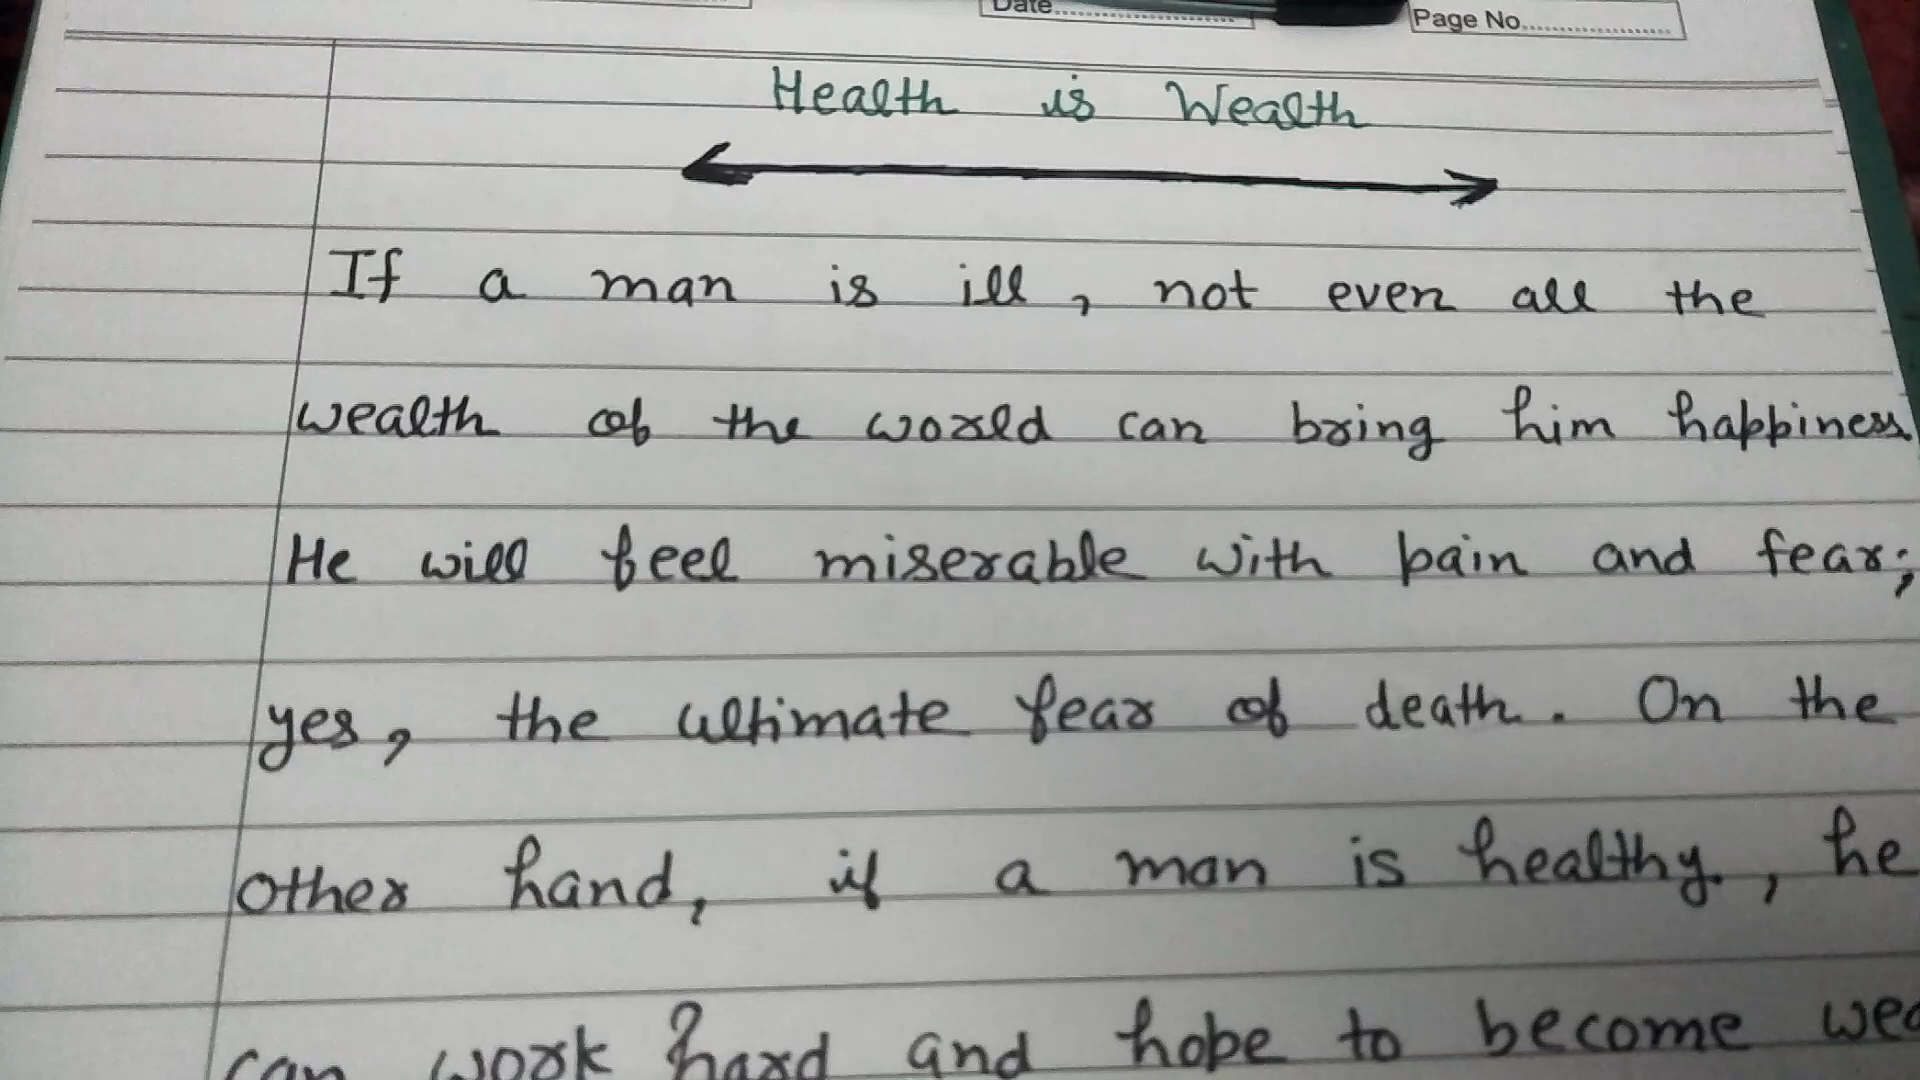 Date
Page No
Health is Wealth
If a man is ill, not even all the
wealth of the world can bring him happiness
He will feel miserable with pain and fear;
yes, the ultimate fear of death. On the
other hand, if a man is healthy, he
can work hard and hope to become